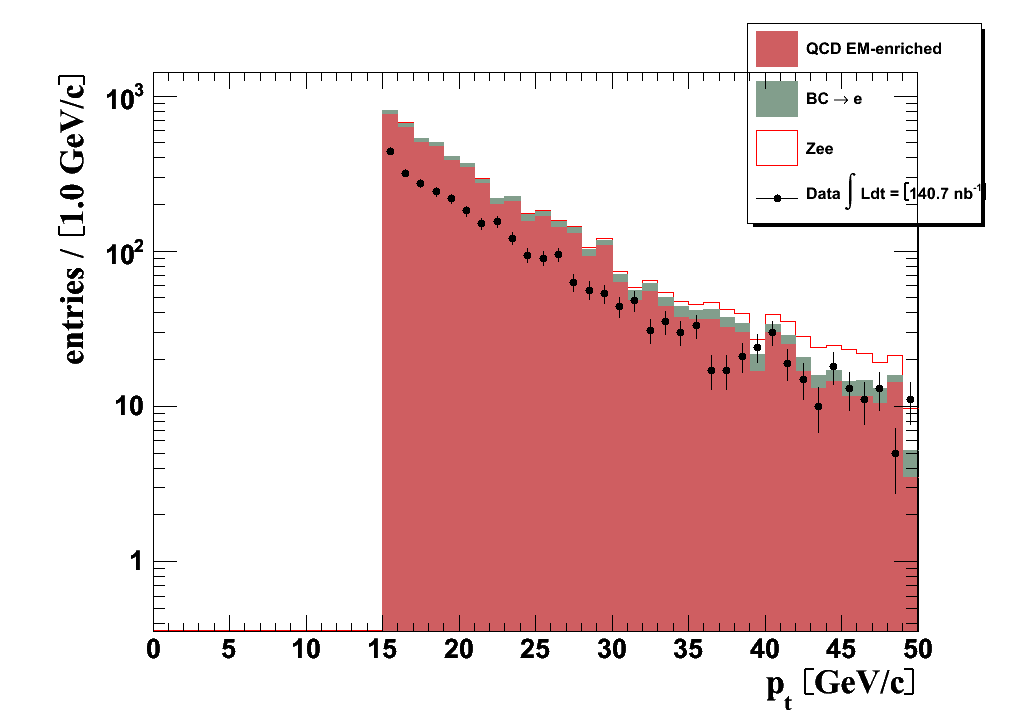 QCD EM-enriched
BC → e
Zee
Data ∫ Ldt = [140.7 nb⁻¹]
entries / [1.0 GeV/c]
10³
10²
10
1
0 5 10 15 20 25 30 35 40 45 50
pₜ [GeV/c]